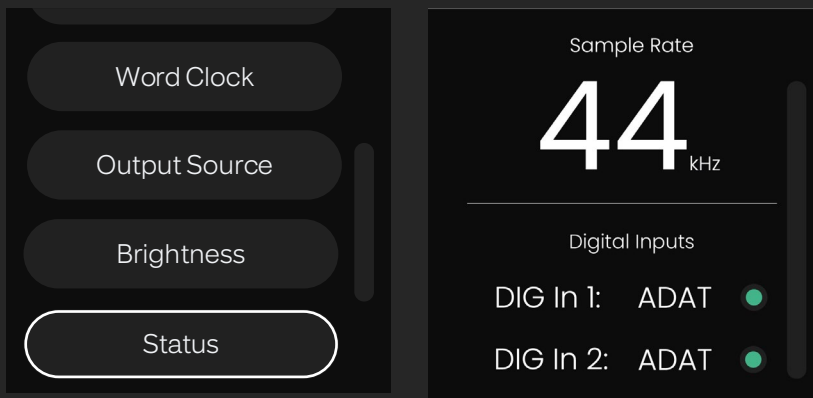 Word Clock
Output Source
Brightness
Status
Sample Rate
44 kHz
Digital Inputs
DIG In 1: ADAT
DIG In 2: ADAT